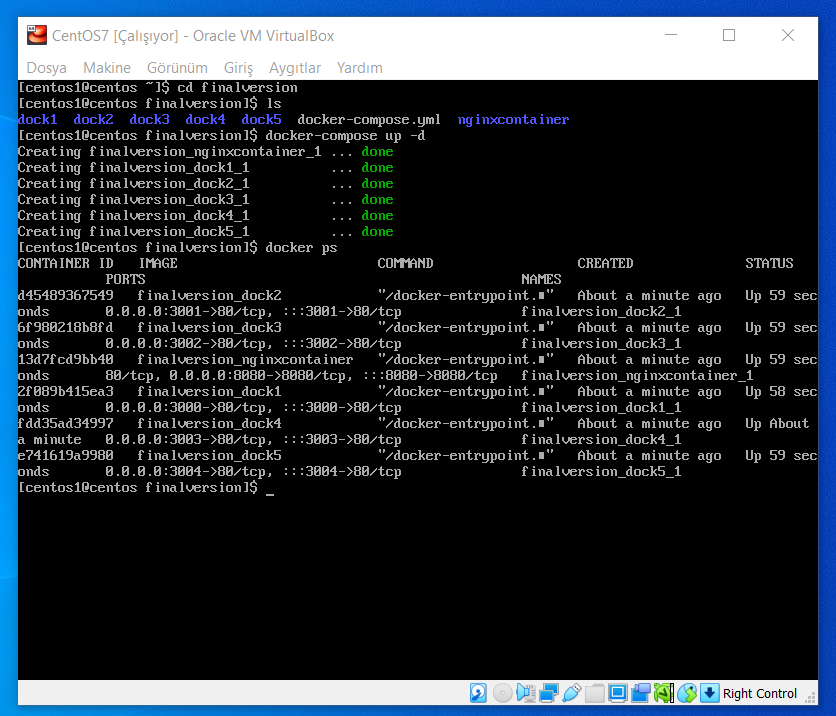 CentOS7 [Çalışıyor] - Oracle VM VirtualBox
Dosya Makine Görünüm Giriş Aygıtlar Yardım
[centos1@centos ~]$ cd finalversion
[centos1@centos finalversion]$ ls
dock1 dock2 dock3 dock4 dock5 docker-compose.yml nginxcontainer
[centos1@centos finalversion]$ docker-compose up -d
Creating finalversion_nginxcontainer_1 ... done
Creating finalversion_dock1_1 ... done
Creating finalversion_dock2_1 ... done
Creating finalversion_dock3_1 ... done
Creating finalversion_dock4_1 ... done
Creating finalversion_dock5_1 ... done
[centos1@centos finalversion]$ docker ps
CONTAINER ID IMAGE COMMAND CREATED STATUS
PORTS NAMES
d45489367549 finalversion_dock2 "/docker-entrypoint.∎" About a minute ago Up 59 sec
onds 0.0.0.0:3001->80/tcp, :::3001->80/tcp finalversion_dock2_1
6f980218b8fd finalversion_dock3 "/docker-entrypoint.∎" About a minute ago Up 59 sec
onds 0.0.0.0:3002->80/tcp, :::3002->80/tcp finalversion_dock3_1
13d7fcd9bb40 finalversion_nginxcontainer "/docker-entrypoint.∎" About a minute ago Up 59 sec
onds 80/tcp, 0.0.0.0:8080->8080/tcp, :::8080->8080/tcp finalversion_nginxcontainer_1
2f089b415ea3 finalversion_dock1 "/docker-entrypoint.∎" About a minute ago Up 58 sec
onds 0.0.0.0:3000->80/tcp, :::3000->80/tcp finalversion_dock1_1
fdd35ad34997 finalversion_dock4 "/docker-entrypoint.∎" About a minute ago Up About
a minute 0.0.0.0:3003->80/tcp, :::3003->80/tcp finalversion_dock4_1
e741619a9980 finalversion_dock5 "/docker-entrypoint.∎" About a minute ago Up 59 sec
onds 0.0.0.0:3004->80/tcp, :::3004->80/tcp finalversion_dock5_1
[centos1@centos finalversion]$ _
Right Control